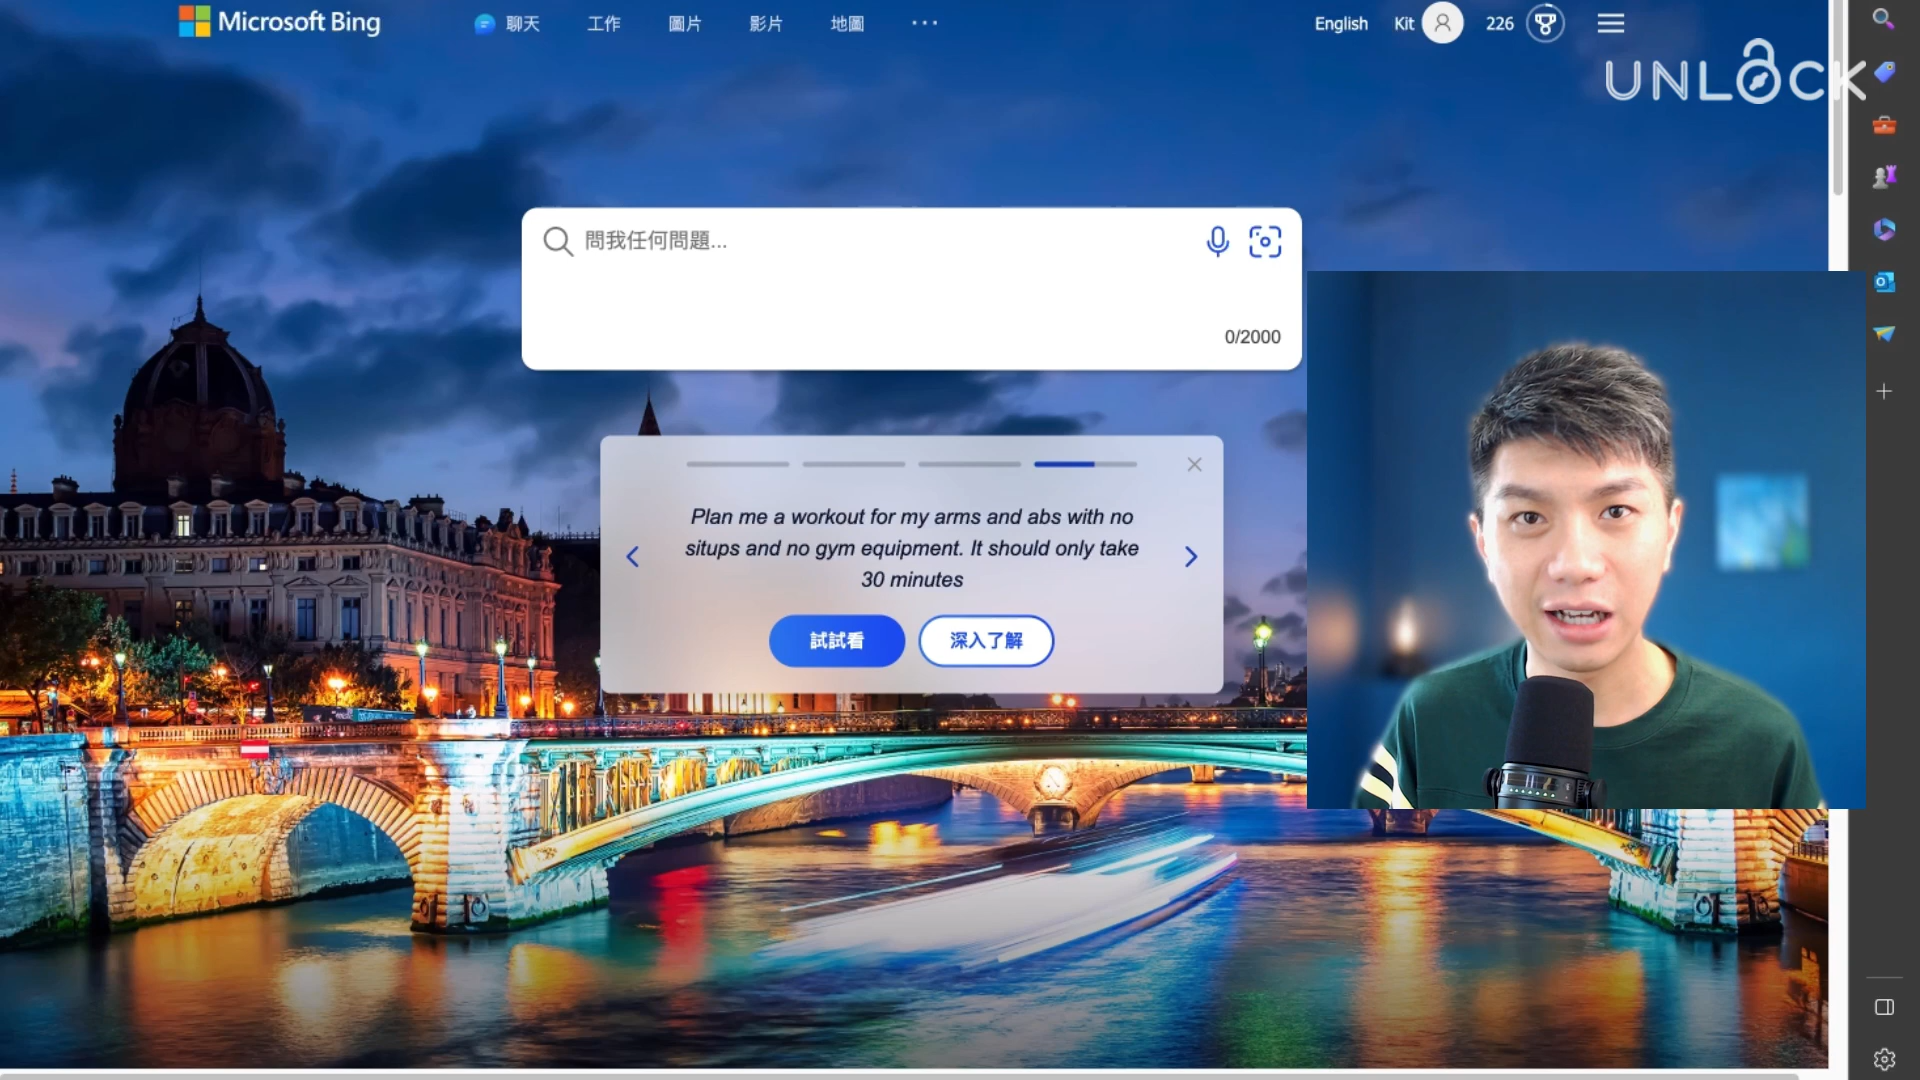 Microsoft Bing
聊天
工作
圖片
影片
地圖
English
Kit
226
UNLOCK
問我任何問題...
0/2000
Plan me a workout for my arms and abs with no
situps and no gym equipment. It should only take
30 minutes
試試看
深入了解